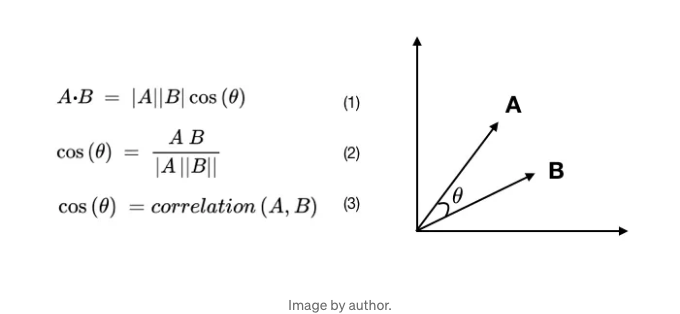 A·B = |A||B| cos (θ) (1)
cos (θ) = A B / |A||B|| (2)
cos (θ) = correlation (A, B) (3)
A
B
θ
Image by author.